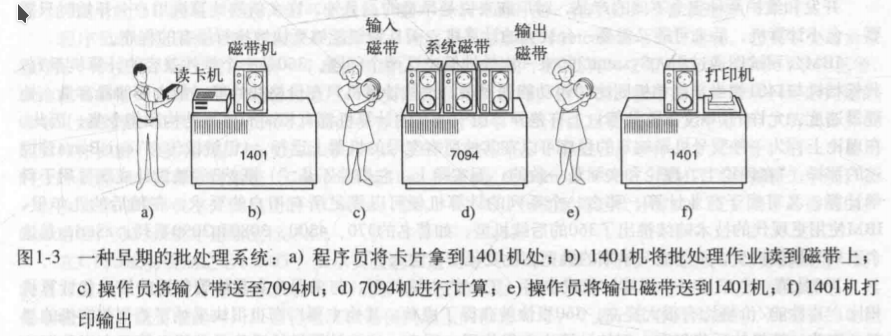 输入
磁带
输出
磁带
磁带机
系统磁带
读卡机
打印机
1401
7094
1401
a)
b)
c)
d)
e)
f)
图1-3 一种早期的批处理系统：a) 程序员将卡片拿到1401机处；b) 1401机将批处理作业读到磁带上；
c) 操作员将输入带送至7094机；d) 7094机进行计算；e) 操作员将输出磁带送到1401机；f) 1401机打
印输出